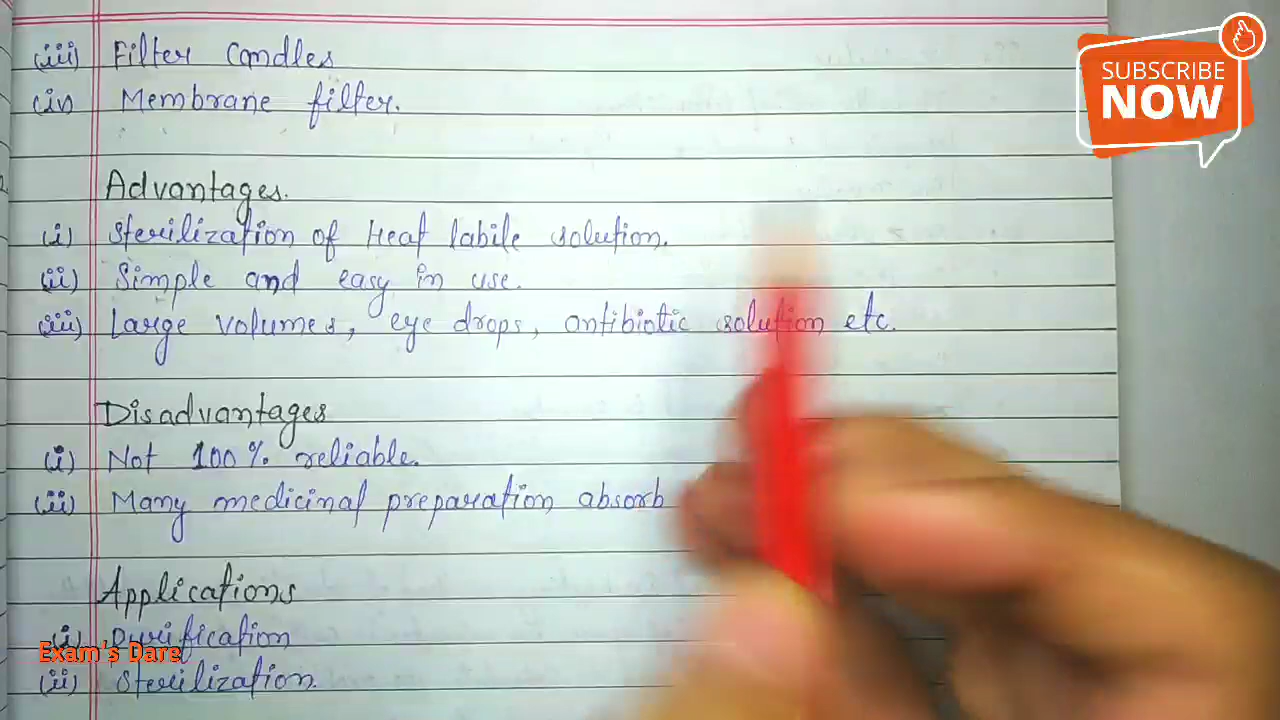 (iii) Filter Candles
(iv) Membrane filter.
Advantages.
(i) Sterilization of Heat labile solution.
(ii) Simple and easy in use.
(iii) Large volumes, eye drops, antibiotic solution etc.
Disadvantages
(i) Not 100% reliable.
(ii) Many medicinal preparation absorb
Applications
(i) Purification
(ii) Sterilization.
SUBSCRIBE
NOW
Exam's Dare